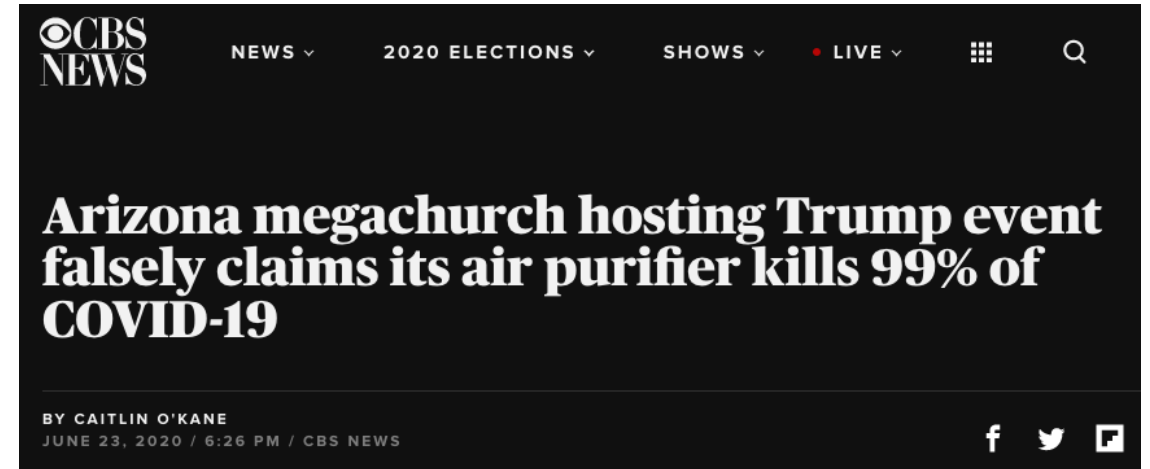 CBS NEWS
NEWS 2020 ELECTIONS SHOWS LIVE
Arizona megachurch hosting Trump event
falsely claims its air purifier kills 99% of
COVID-19
BY CAITLIN O'KANE
JUNE 23, 2020 / 6:26 PM / CBS NEWS